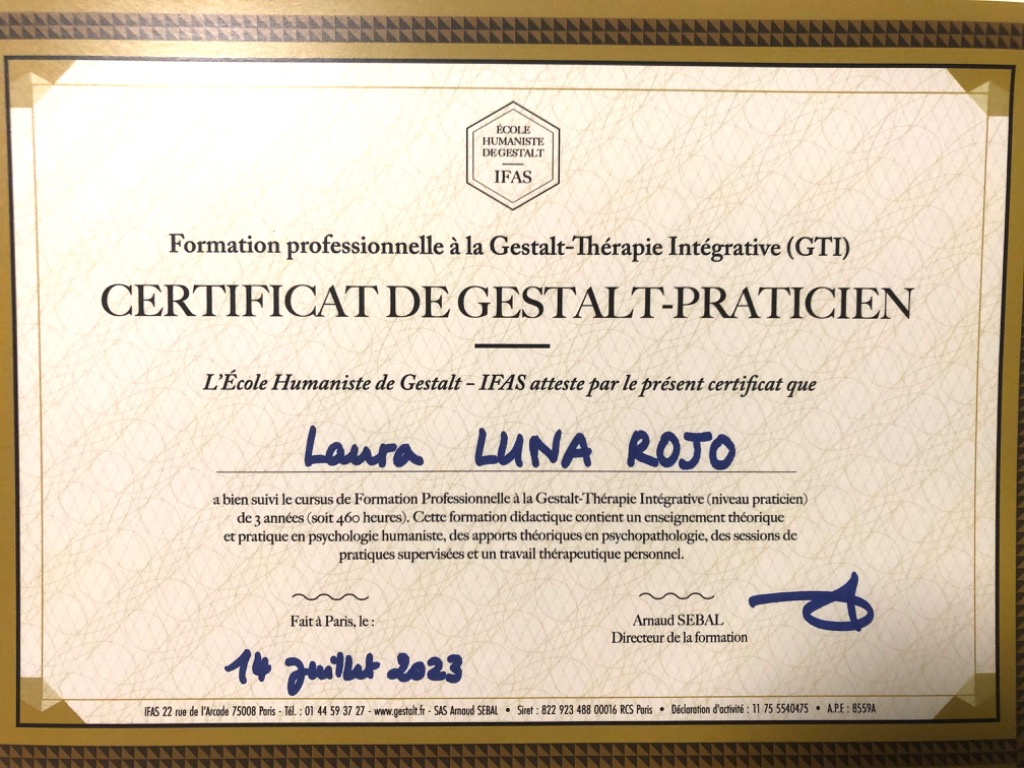 ÉCOLE
HUMANISTE
DE GESTALT
IFAS
Formation professionnelle à la Gestalt-Thérapie Intégrative (GTI)
CERTIFICAT DE GESTALT-PRATICIEN
L'École Humaniste de Gestalt – IFAS atteste par le présent certificat que
Laura LUNA ROJO
a bien suivi le cursus de Formation Professionnelle à la Gestalt-Thérapie Intégrative (niveau praticien)
de 3 années (soit 460 heures). Cette formation didactique contient un enseignement théorique
et pratique en psychologie humaniste, des apports théoriques en psychopathologie, des sessions de
pratiques supervisées et un travail thérapeutique personnel.
Fait à Paris, le :
14 juillet 2023
Arnaud SEBAL
Directeur de la formation
IFAS 22 rue de l'Arcade 75008 Paris - Tél. : 01 44 59 37 27 - www.gestalt.fr - SAS Arnaud SEBAL • Siret : 822 923 488 00016 RCS Paris • Déclaration d'activité : 11 75 5540475 • A.P.E : 8559A